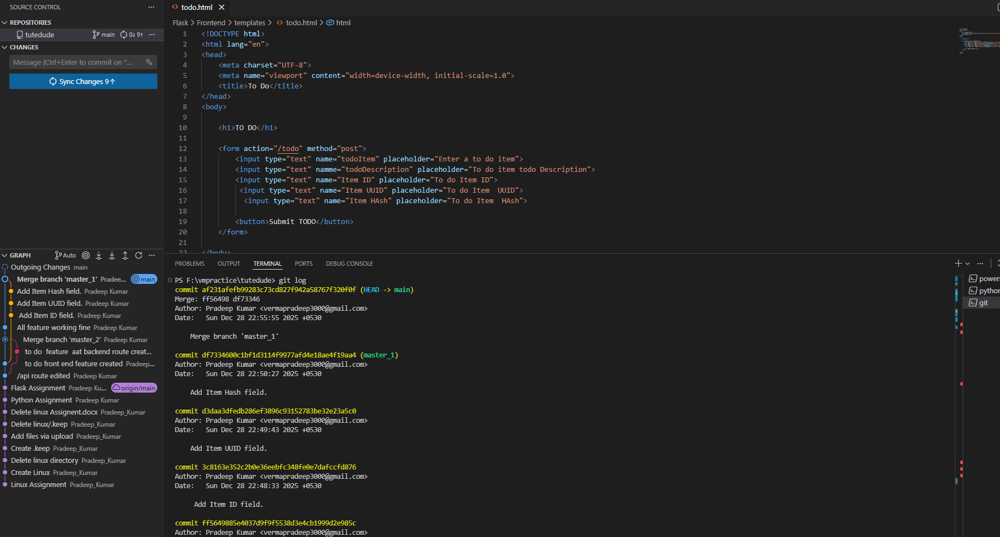 SOURCE CONTROL
REPOSITORIES
tutedude main 0↓ 9↑
CHANGES
Message (Ctrl+Enter to commit on "...
Sync Changes 9↑
GRAPH Auto
Outgoing Changes main
Merge branch 'master_1' Pradee... main
Add Item Hash field. Pradeep Kumar
Add Item UUID field. Pradeep Kumar
Add Item ID field. Pradeep Kumar
All feature working fine Pradeep Kumar
Merge branch 'master_2' Pradeep Kumar
to do feature aat backend route creat...
to do front end feature created Pradeep...
/api route edited Pradeep Kumar
Flask Assignment Pradeep Ku... origin/main
Python Assignment Pradeep Kumar
Delete linux Assignent.docx Pradeep_Kumar
Delete linux/.keep Pradeep_Kumar
Add files via upload Pradeep_Kumar
Create .keep Pradeep_Kumar
Delete linux directory Pradeep_Kumar
Create Linux Pradeep_Kumar
Linux Assignment Pradeep_Kumar
todo.html
Flask > Frontend > templates > <> todo.html > html
1 <!DOCTYPE html>
2 <html lang="en">
3 <head>
4 <meta charset="UTF-8">
5 <meta name="viewport" content="width=device-width, initial-scale=1.0">
6 <title>To Do</title>
7 </head>
8 <body>
9
10 <h1>TO DO</h1>
11
12 <form action="/todo" method="post">
13 <input type="text" name="todoItem" placeholder="Enter a to do item">
14 <input type="text" namme="todoDescription" placeholder="To do item todo Description">
15 <input type="text" name="Item ID" placeholder="To do Item ID">
16 <input type="text" name="Item UUID" placeholder="To do Item  UUID">
17 <input type="text" name="Item HAsh" placeholder="To do Item  HAsh">
18
19 <button>Submit TODO</button>
20 </form>
21
22 </body>
PROBLEMS OUTPUT TERMINAL PORTS DEBUG CONSOLE
PS F:\vmpractice\tutedude> git log
commit af231afefb99283c73cd827f942a58767f320f0f (HEAD -> main)
Merge: ff56498 df73346
Author: Pradeep Kumar <vermapradeep3000@gmail.com>
Date:   Sun Dec 28 22:55:55 2025 +0530
Merge branch 'master_1'
commit df7334600c1bf1d3114f9977afd4e18ae4f19aa4 (master_1)
Author: Pradeep Kumar <vermapradeep3000@gmail.com>
Date:   Sun Dec 28 22:50:27 2025 +0530
Add Item Hash field.
commit d3daa3dfedb286ef3896c93152783be32e23a5c0
Author: Pradeep Kumar <vermapradeep3000@gmail.com>
Date:   Sun Dec 28 22:49:43 2025 +0530
Add Item UUID field.
commit 3c8163e352c2b0e36eebfc348fe0e7dafccfd876
Author: Pradeep Kumar <vermapradeep3000@gmail.com>
Date:   Sun Dec 28 22:48:33 2025 +0530
Add Item ID field.
commit ff5649885e4037d9f9f5538d3e4cb1999d2e985c
Author: Pradeep Kumar <vermapradeep3000@gmail.com>
powers
python
git